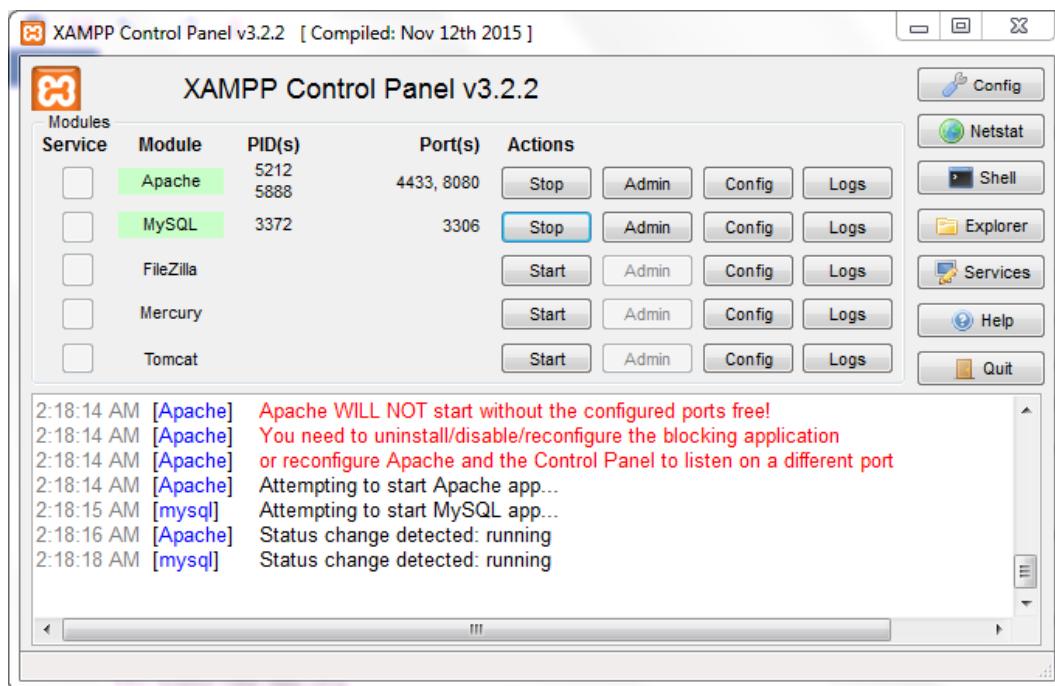 XAMPP Control Panel v3.2.2 [ Compiled: Nov 12th 2015 ]
XAMPP Control Panel v3.2.2
Config
Modules
Netstat
Service Module PID(s) Port(s) Actions
Apache 5212 5888 4433, 8080 Stop Admin Config Logs
Shell
MySQL 3372 3306 Stop Admin Config Logs
Explorer
FileZilla Start Admin Config Logs
Services
Mercury Start Admin Config Logs
Help
Tomcat Start Admin Config Logs
Quit
2:18:14 AM [Apache] Apache WILL NOT start without the configured ports free!
2:18:14 AM [Apache] You need to uninstall/disable/reconfigure the blocking application
2:18:14 AM [Apache] or reconfigure Apache and the Control Panel to listen on a different port
2:18:14 AM [Apache] Attempting to start Apache app...
2:18:15 AM [mysql] Attempting to start MySQL app...
2:18:16 AM [Apache] Status change detected: running
2:18:18 AM [mysql] Status change detected: running